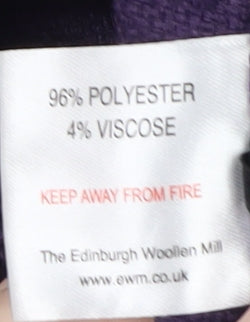 96% POLYESTER
4% VISCOSE
KEEP AWAY FROM FIRE
The Edinburgh Woollen Mill
www.ewm.co.uk